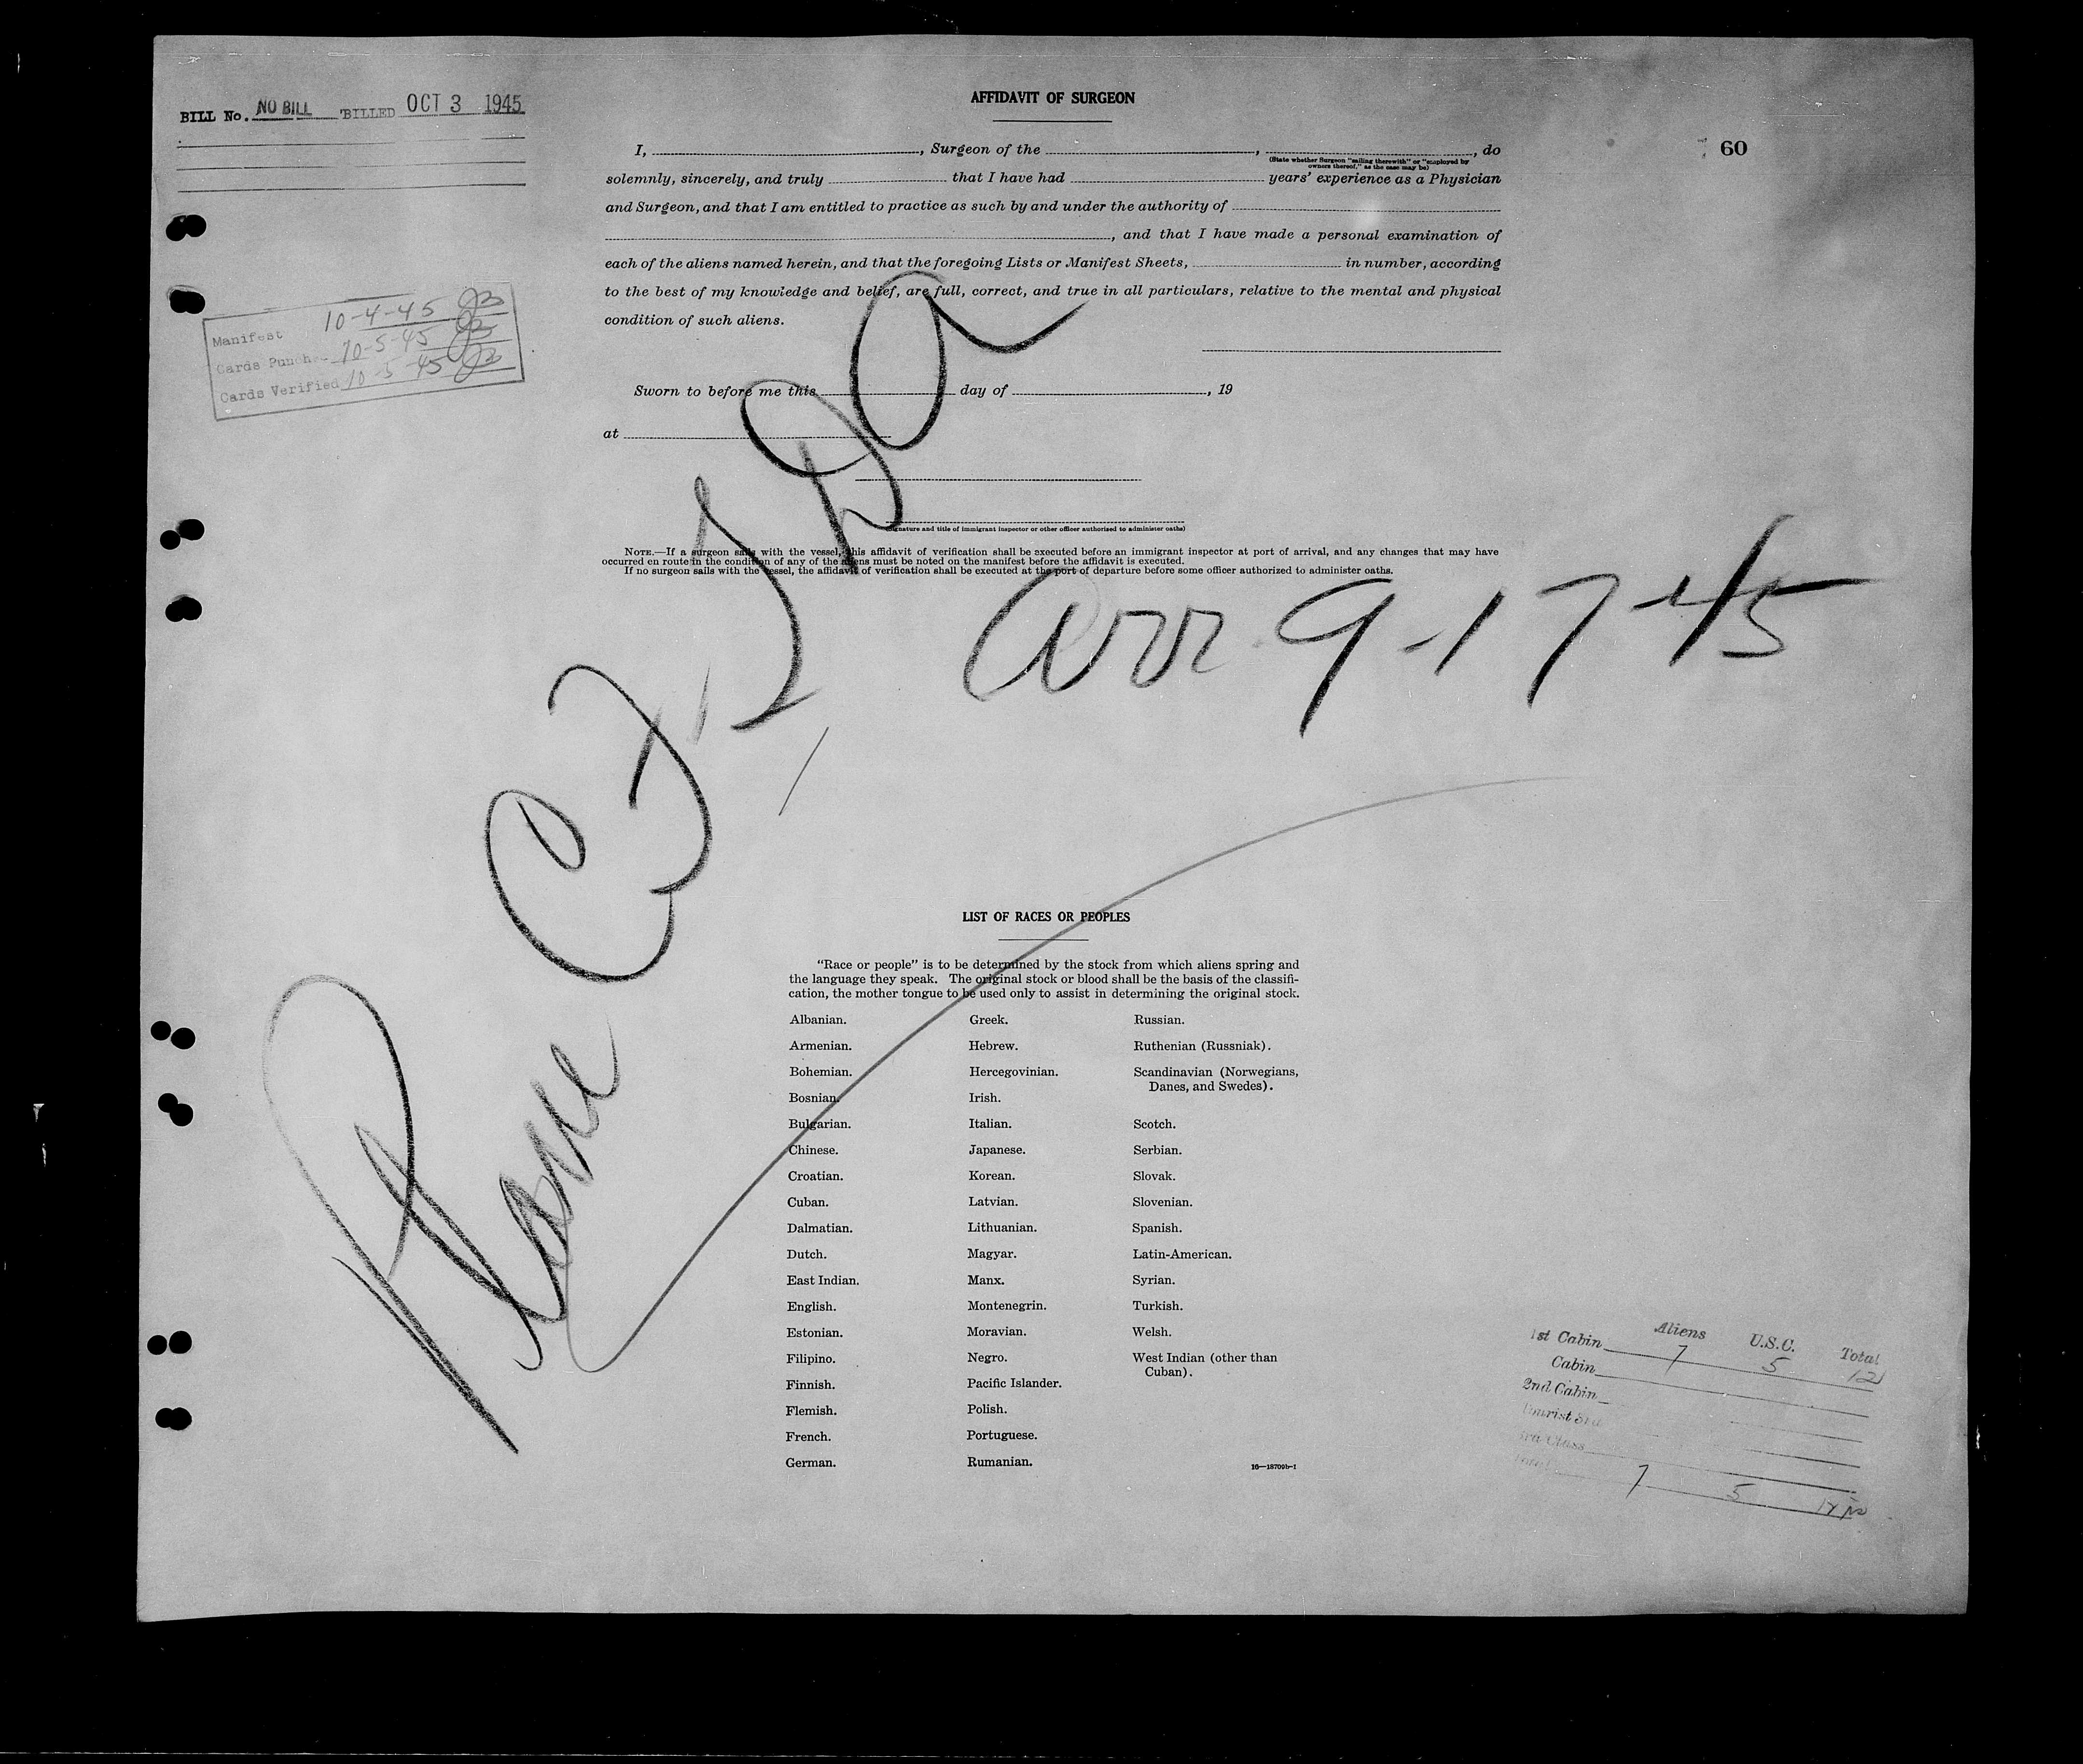 BILL No. NO BILL BILLED OCT 3 1945
AFFIDAVIT OF SURGEON
60
I, , Surgeon of the , , do
(State whether Surgeon "sailing therewith" or "employed by
owners thereof," as the case may be)
solemnly, sincerely, and truly that I have had years' experience as a Physician
and Surgeon, and that I am entitled to practice as such by and under the authority of
, and that I have made a personal examination of
each of the aliens named herein, and that the foregoing Lists or Manifest Sheets, in number, according
to the best of my knowledge and belief, are full, correct, and true in all particulars, relative to the mental and physical
condition of such aliens.
Manifest 10-4-45
Cards Punch 10-5-45
Cards Verified 10-5-45
Sworn to before me this day of , 19
at
(Signature and title of immigrant inspector or other officer authorized to administer oaths)
NOTE.—If a surgeon sails with the vessel, this affidavit of verification shall be executed before an immigrant inspector at port of arrival, and any changes that may have
occurred en route in the condition of any of the aliens must be noted on the manifest before the affidavit is executed.
If no surgeon sails with the vessel, the affidavit of verification shall be executed at the port of departure before some officer authorized to administer oaths.
Plane
Arr 9-17-45
LIST OF RACES OR PEOPLES
"Race or people" is to be determined by the stock from which aliens spring and
the language they speak. The original stock or blood shall be the basis of the classifi-
cation, the mother tongue to be used only to assist in determining the original stock.
Albanian.
Armenian.
Bohemian.
Bosnian.
Bulgarian.
Chinese.
Croatian.
Cuban.
Dalmatian.
Dutch.
East Indian.
English.
Estonian.
Filipino.
Finnish.
Flemish.
French.
German.
Greek.
Hebrew.
Hercegovinian.
Irish.
Italian.
Japanese.
Korean.
Latvian.
Lithuanian.
Magyar.
Manx.
Montenegrin.
Moravian.
Negro.
Pacific Islander.
Polish.
Portuguese.
Rumanian.
Russian.
Ruthenian (Russniak).
Scandinavian (Norwegians,
Danes, and Swedes).
Scotch.
Serbian.
Slovak.
Slovenian.
Spanish.
Latin-American.
Syrian.
Turkish.
Welsh.
West Indian (other than
Cuban).
16—18709b-1
Aliens U.S.C. Total
1st Cabin 7 5 12
Cabin
2nd Cabin
Tourist 3rd
3rd Class
Total 7 5 12